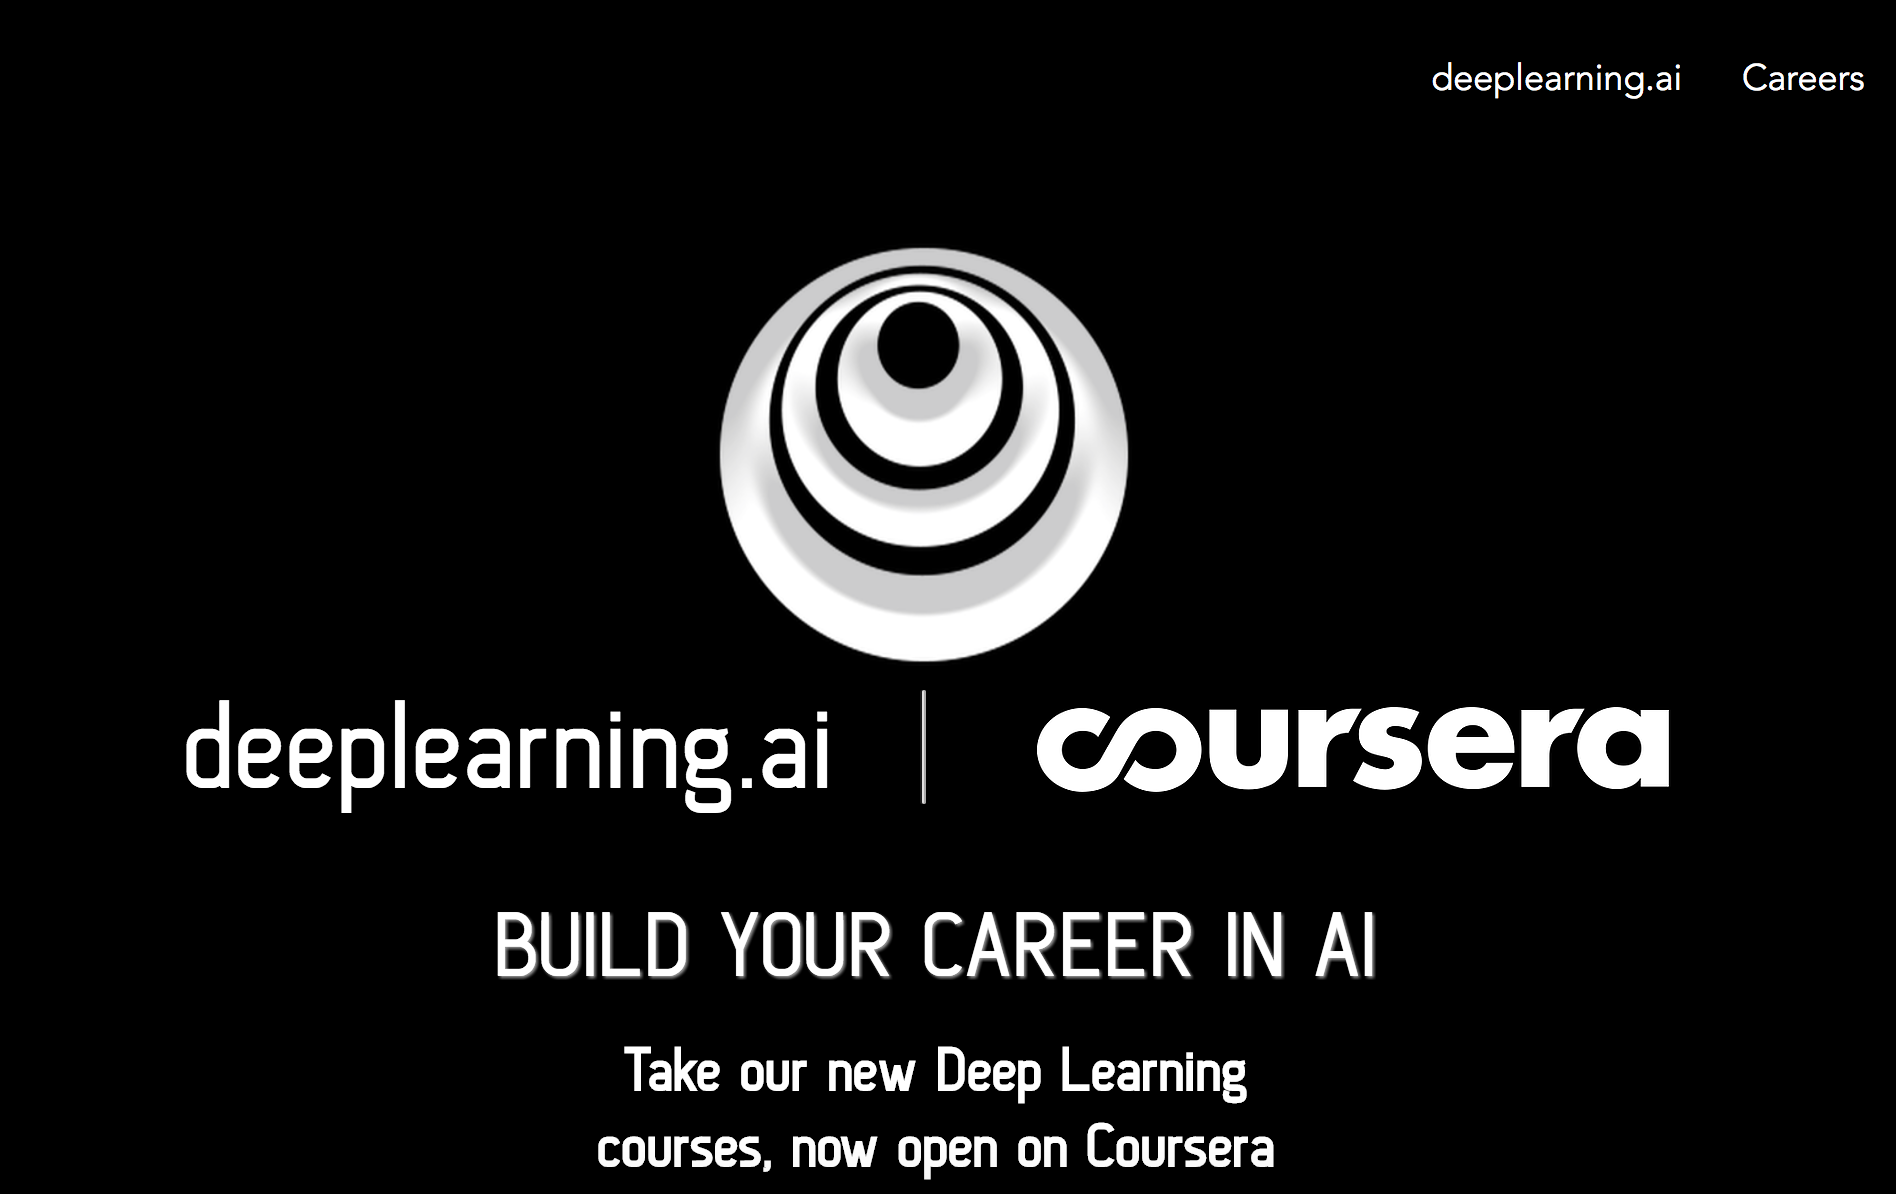 deeplearning.ai Careers
deeplearning.ai | coursera
BUILD YOUR CAREER IN AI
Take our new Deep Learning
courses, now open on Coursera